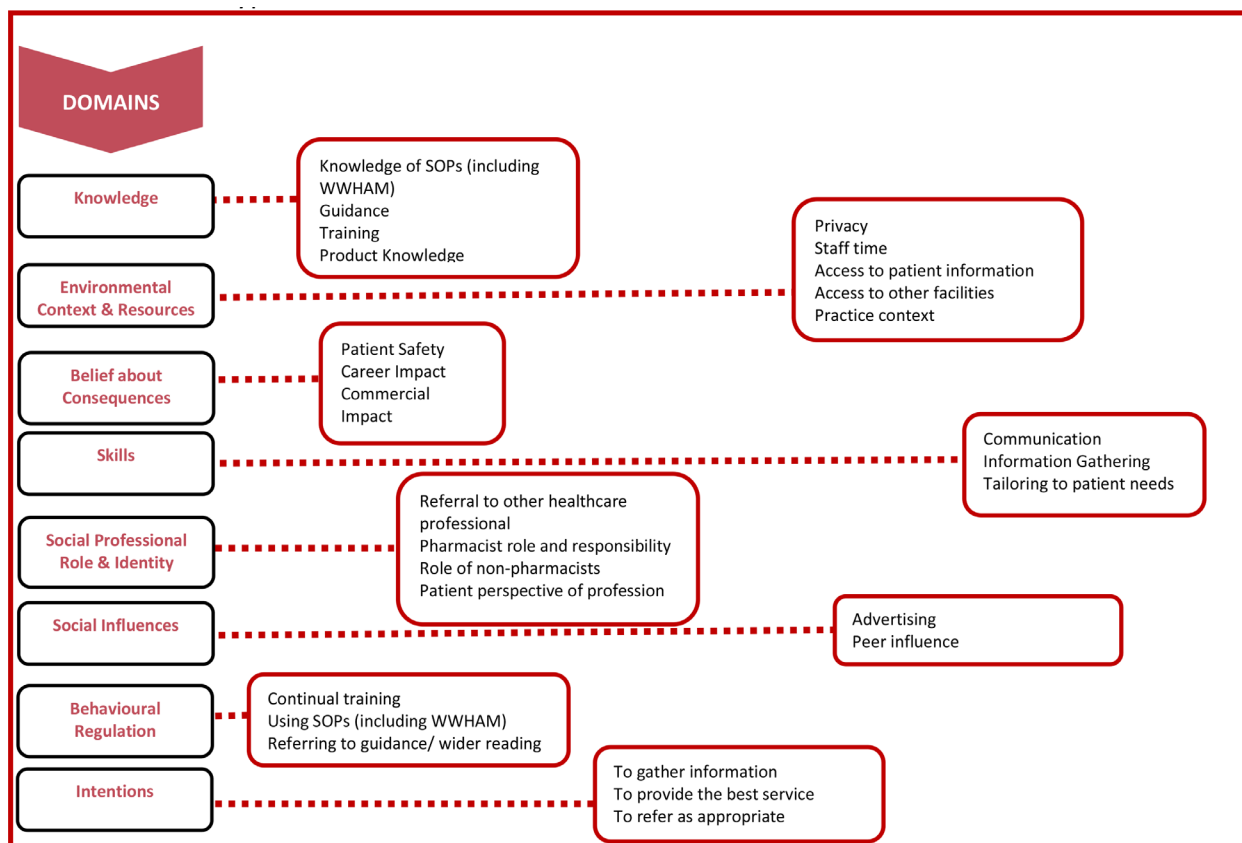 DOMAINS
Knowledge
Knowledge of SOPs (including
WWHAM)
Guidance
Training
Product Knowledge
Environmental
Context & Resources
Privacy
Staff time
Access to patient information
Access to other facilities
Practice context
Belief about
Consequences
Patient Safety
Career Impact
Commercial
Impact
Skills
Communication
Information Gathering
Tailoring to patient needs
Social Professional
Role & Identity
Referral to other healthcare
professional
Pharmacist role and responsibility
Role of non-pharmacists
Patient perspective of profession
Social Influences
Advertising
Peer influence
Behavioural
Regulation
Continual training
Using SOPs (including WWHAM)
Referring to guidance/ wider reading
Intentions
To gather information
To provide the best service
To refer as appropriate